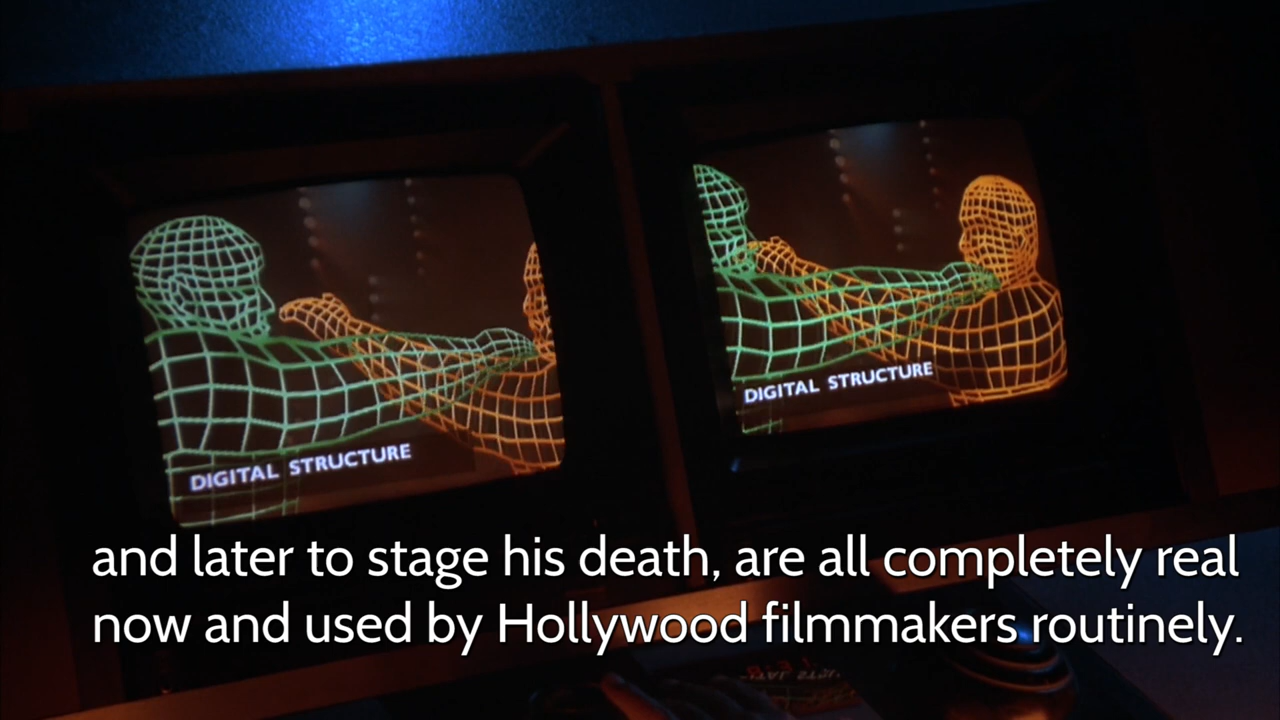 DIGITAL STRUCTURE
DIGITAL STRUCTURE
and later to stage his death, are all completely real
now and used by Hollywood filmmakers routinely.